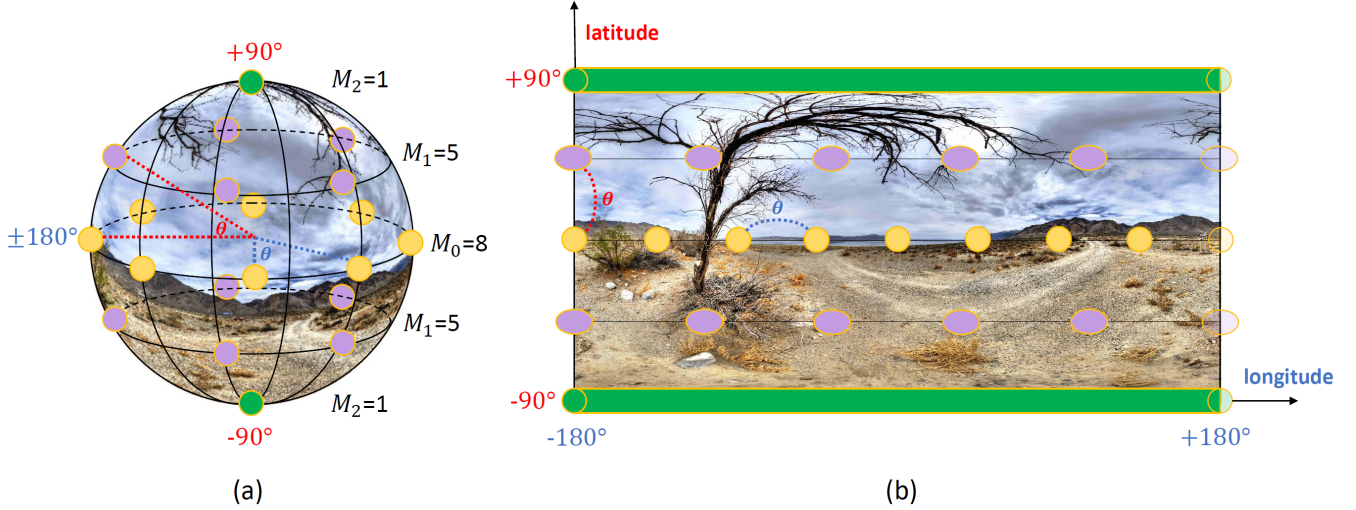 +90°
M₂=1
M₁=5
±180°
θ
θ
M₀=8
M₁=5
M₂=1
-90°
(a)
latitude
+90°
θ
θ
-90°
longitude
-180°
+180°
(b)